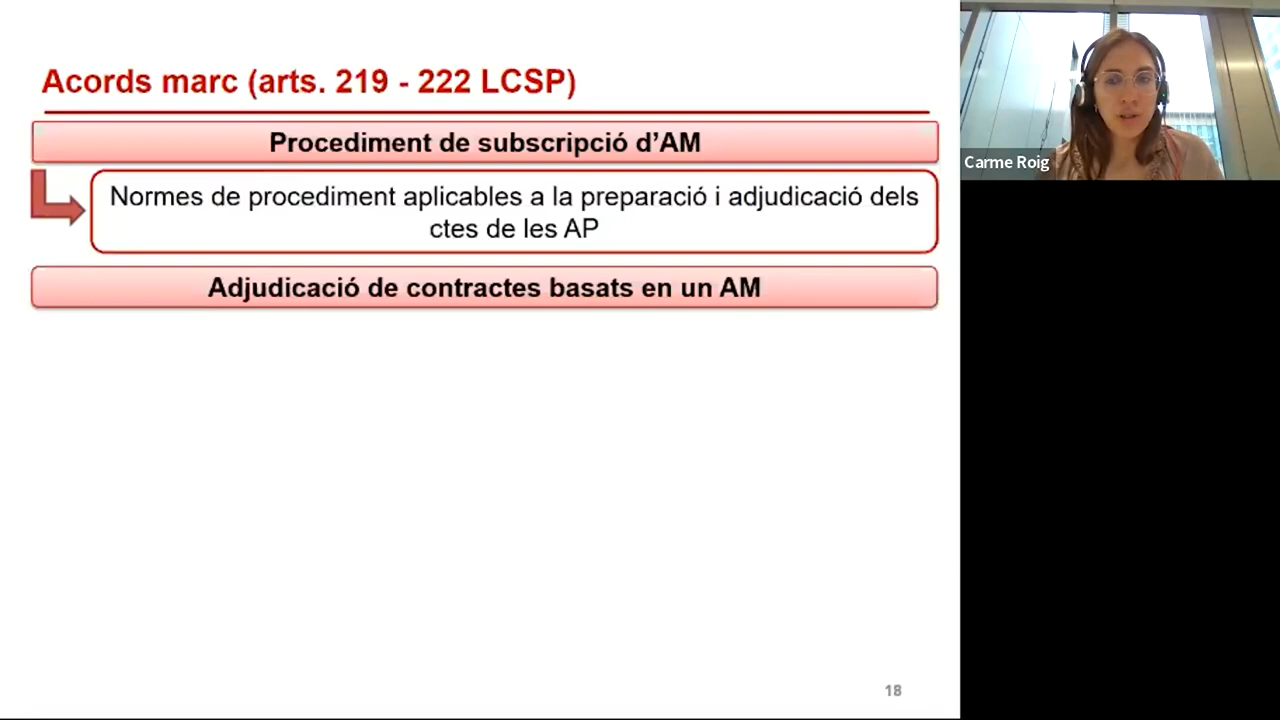 Acords marc (arts. 219 - 222 LCSP)
Procediment de subscripció d’AM
Normes de procediment aplicables a la preparació i adjudicació dels
ctes de les AP
Adjudicació de contractes basats en un AM
18
Carme Roig